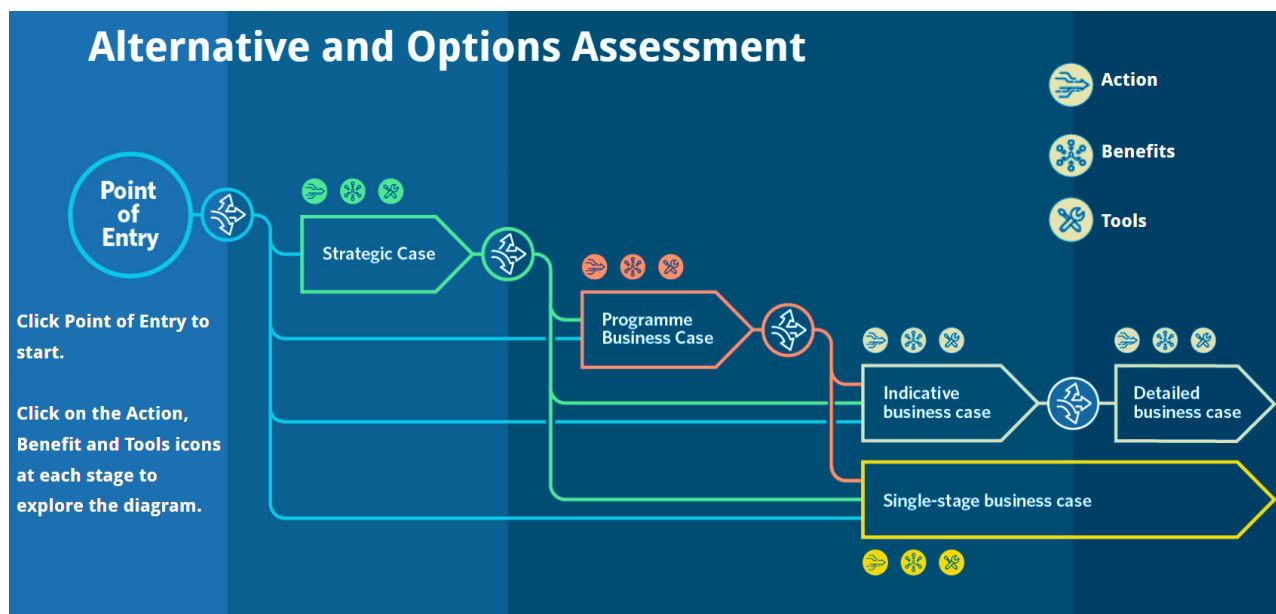 Alternative and Options Assessment
Action
Benefits
Tools
Point
of
Entry
Strategic Case
Programme
Business Case
Indicative
business case
Detailed
business case
Single-stage business case
Click Point of Entry to
start.
Click on the Action,
Benefit and Tools icons
at each stage to
explore the diagram.